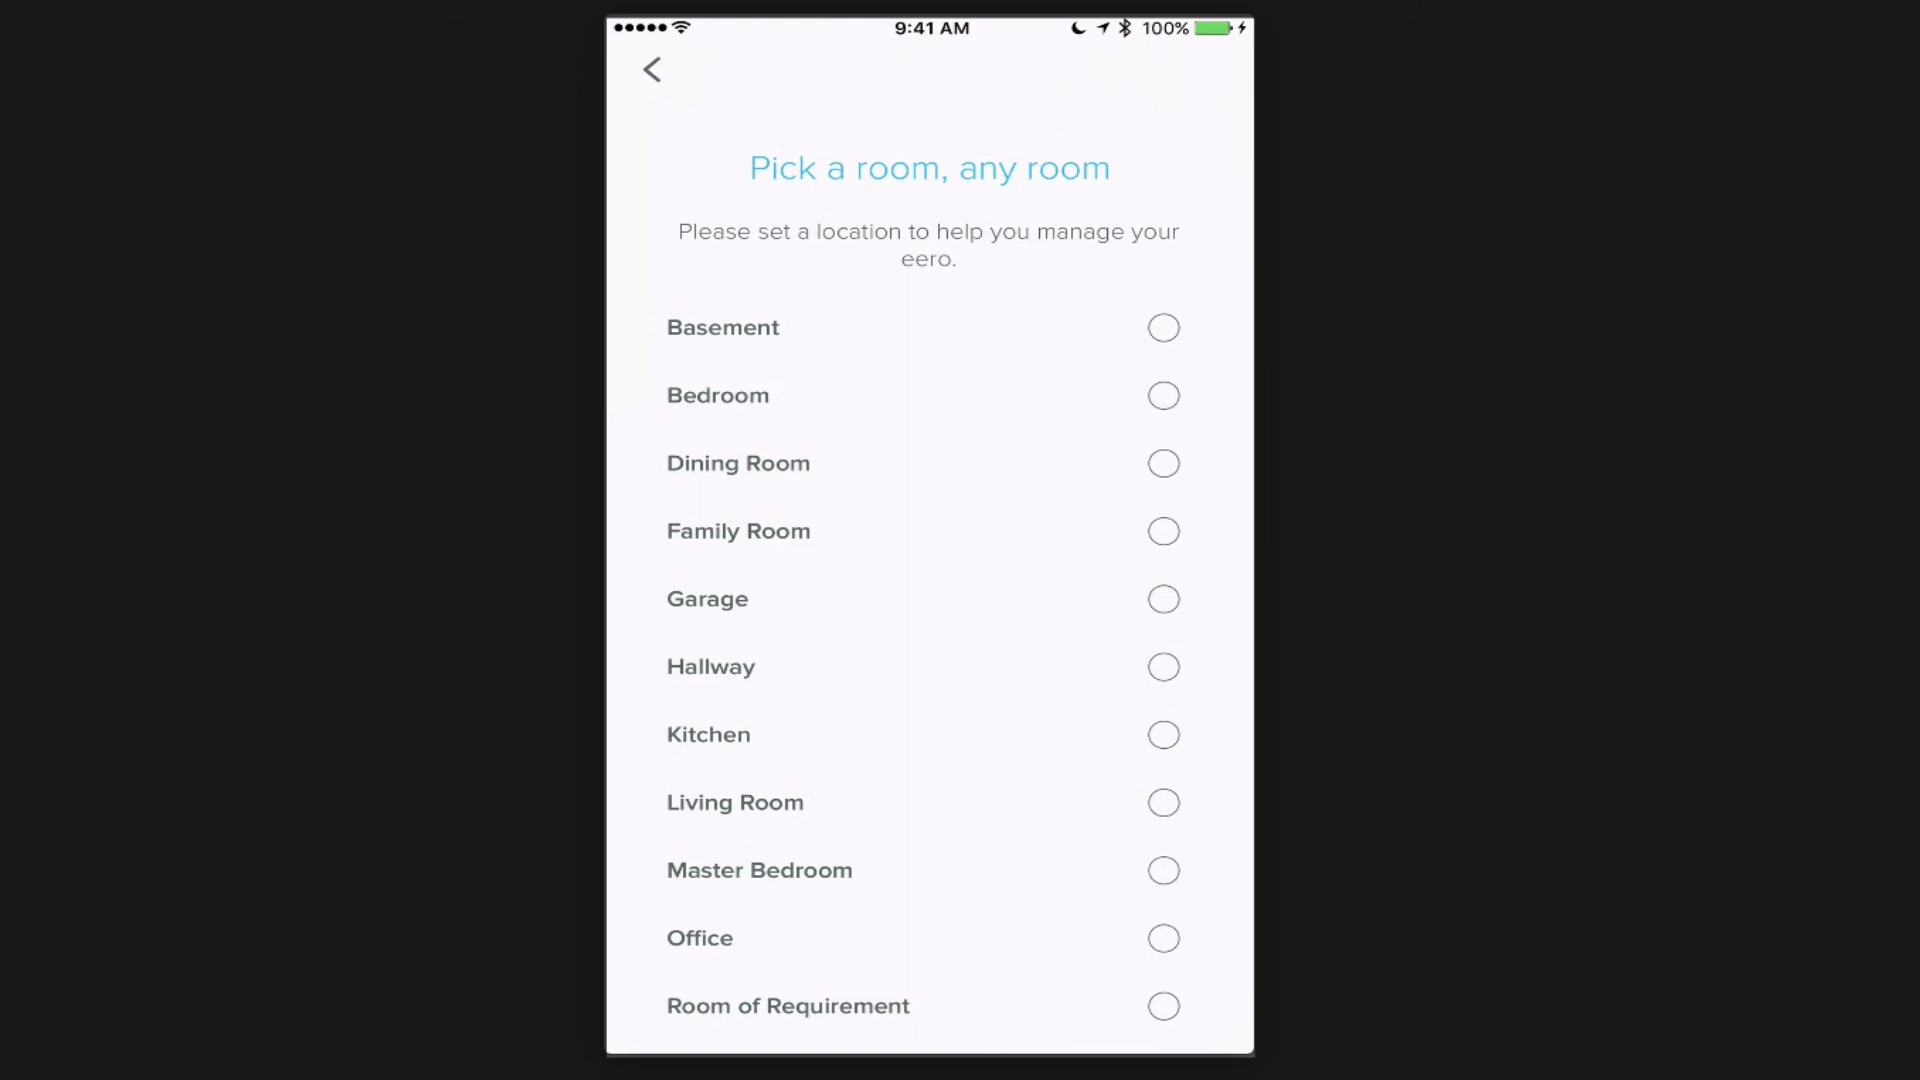 9:41 AM
100%
Pick a room, any room
Please set a location to help you manage your
eero.
Basement
Bedroom
Dining Room
Family Room
Garage
Hallway
Kitchen
Living Room
Master Bedroom
Office
Room of Requirement